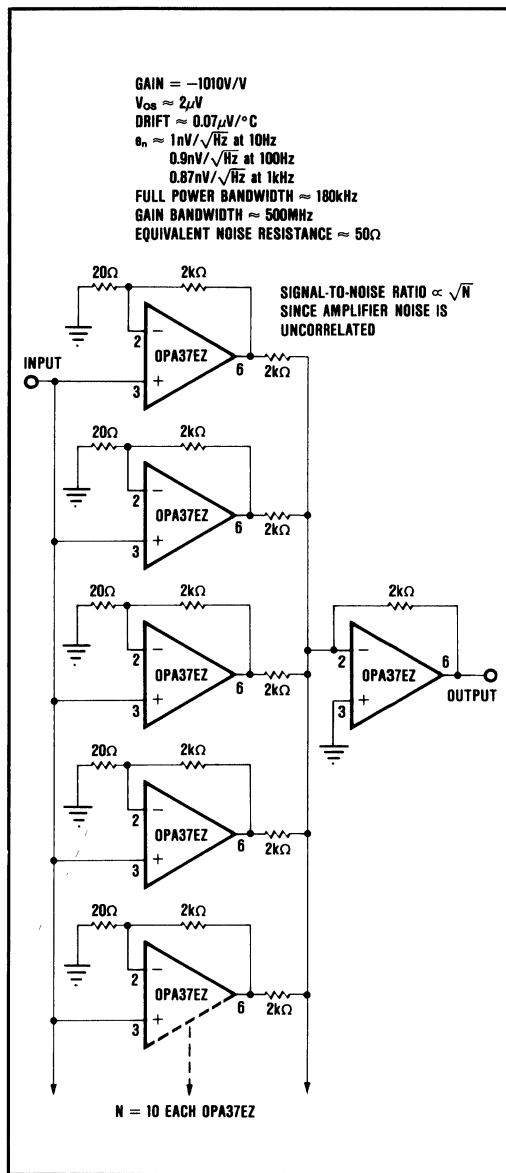 GAIN = −1010V/V
V_OS ≈ 2μV
DRIFT ≈ 0.07μV/°C
e_n ≈ 1nV/√Hz at 10Hz
0.9nV/√Hz at 100Hz
0.87nV/√Hz at 1kHz
FULL POWER BANDWIDTH ≈ 180kHz
GAIN BANDWIDTH ≈ 500MHz
EQUIVALENT NOISE RESISTANCE ≈ 50Ω
SIGNAL-TO-NOISE RATIO ∝ √N
SINCE AMPLIFIER NOISE IS
UNCORRELATED
20Ω 2kΩ
2 −
OPA37EZ
6
2kΩ
INPUT
3 +
20Ω 2kΩ
2 −
OPA37EZ
6
2kΩ
3 +
20Ω 2kΩ
2 −
OPA37EZ
6
2kΩ
3 +
2kΩ
2 −
OPA37EZ
6
3 +
OUTPUT
20Ω 2kΩ
2 −
OPA37EZ
6
2kΩ
3 +
20Ω 2kΩ
2 −
OPA37EZ
6
2kΩ
3 +
N = 10 EACH OPA37EZ